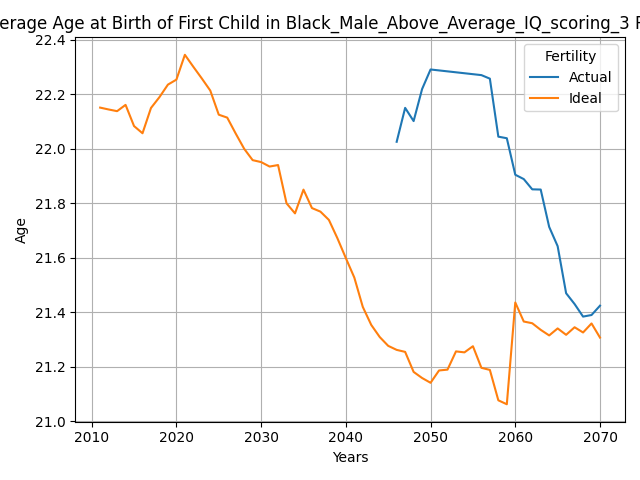 erage Age at Birth of First Child in Black_Male_Above_Average_IQ_scoring_3
22.4
22.2
22.0
21.8
21.6
21.4
21.2
21.0
Age
Fertility
Actual
Ideal
2010 2020 2030 2040 2050 2060 2070
Years